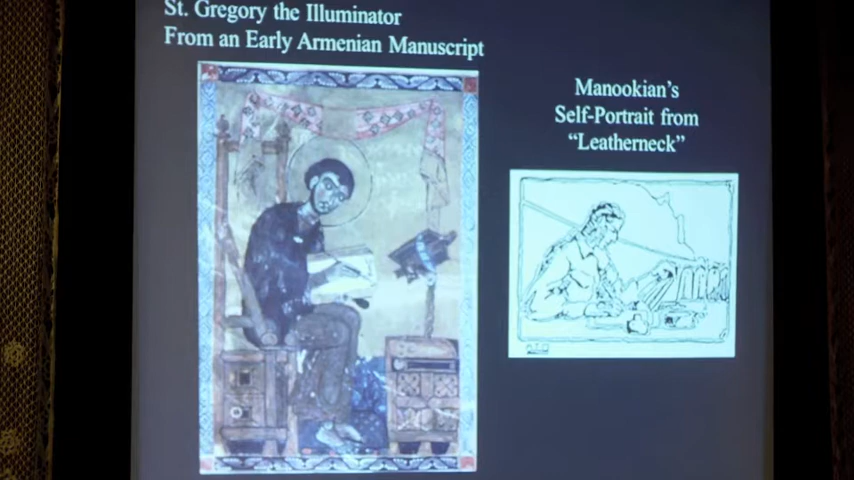 St. Gregory the Illuminator
From an Early Armenian Manuscript
Manookian's
Self-Portrait from
“Leatherneck”